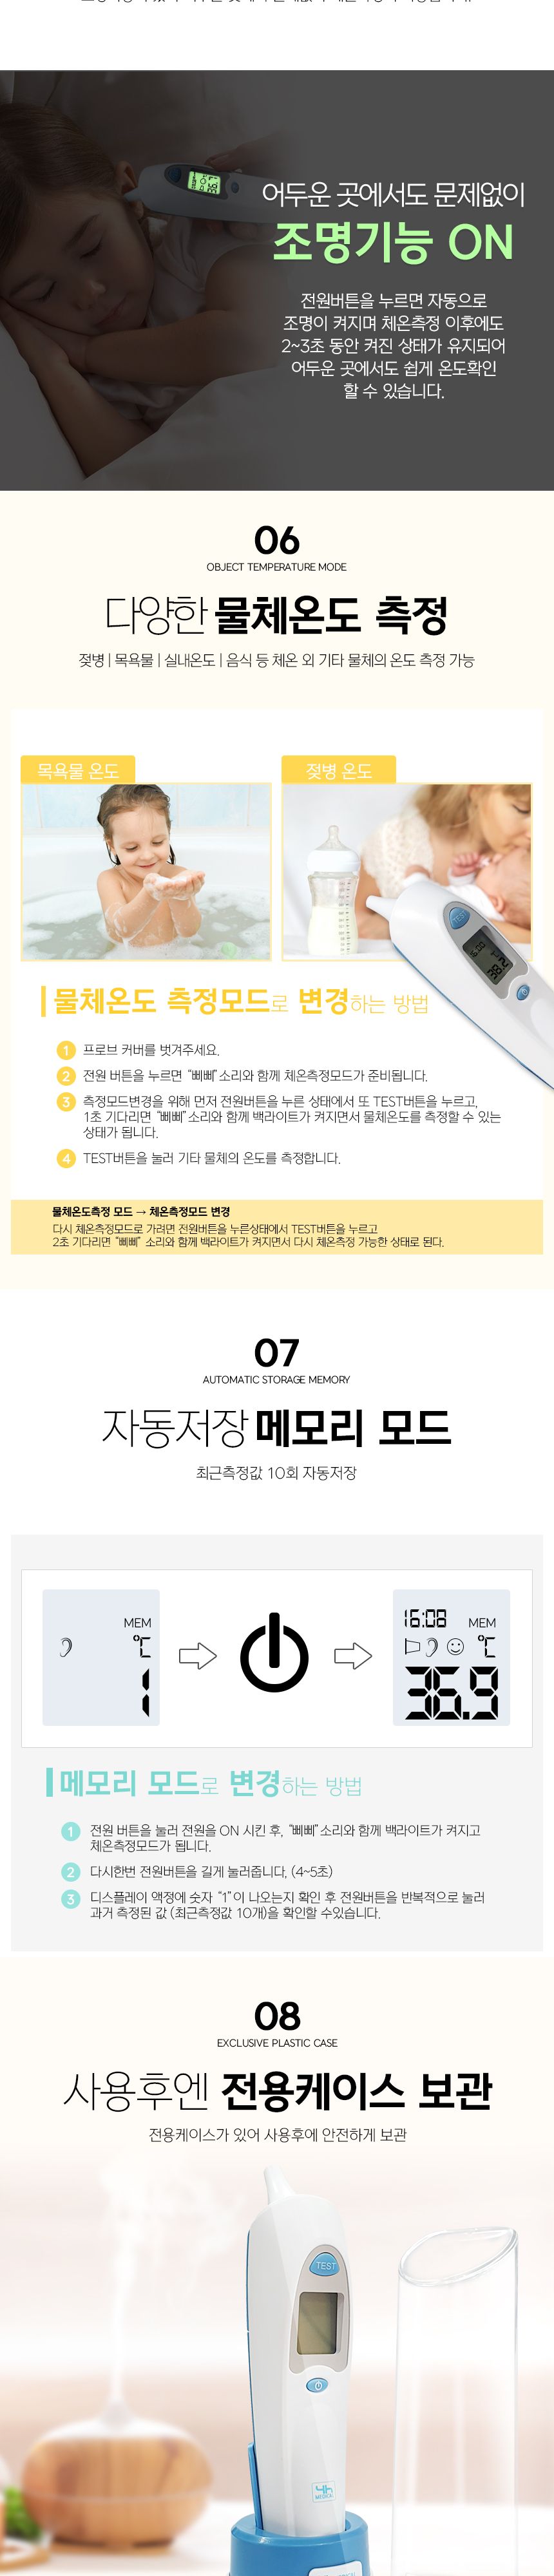 어두운 곳에서도 문제없이
조명기능 ON
전원버튼을 누르면 자동으로
조명이 켜지며 체온측정 이후에도
2~3초 동안 켜진 상태가 유지되어
어두운 곳에서도 쉽게 온도확인
할 수 있습니다.
06
OBJECT TEMPERATURE MODE
다양한 물체온도 측정
젖병 | 목욕물 | 실내온도 | 음식 등 체온 외 기타 물체의 온도 측정 가능
목욕물 온도
젖병 온도
TEST
물체온도 측정모드로 변경하는 방법
1 프로브 커버를 벗겨주세요.
2 전원 버튼을 누르면 "삐삐"소리와 함께 체온측정모드가 준비됩니다.
3 측정모드변경을 위해 먼저 전원버튼을 누른 상태에서 또 TEST버튼을 누르고,
1초 기다리면 "삐삐"소리와 함께 백라이트가 켜지면서 물체온도를 측정할 수 있는
상태가 됩니다.
4 TEST버튼을 눌러 기타 물체의 온도를 측정합니다.
물체온도측정 모드 → 체온측정모드 변경
다시 체온측정모드로 가려면 전원버튼을 누른상태에서 TEST버튼을 누르고
2초 기다리면 "삐삐" 소리와 함께 백라이트가 켜지면서 다시 체온측정 가능한 상태로 된다.
07
AUTOMATIC STORAGE MEMORY
자동저장 메모리 모드
최근측정값 10회 자동저장
MEM
℃
1
16:08 MEM
℃
36.9
메모리 모드로 변경하는 방법
1 전원 버튼을 눌러 전원을 ON 시킨 후, "삐삐"소리와 함께 백라이트가 켜지고
체온측정모드가 됩니다.
2 다시한번 전원버튼을 길게 눌러줍니다, (4~5초)
3 디스플레이 액정에 숫자 "1"이 나오는지 확인 후 전원버튼을 반복적으로 눌러
과거 측정된 값 (최근측정값 10개)을 확인할 수있습니다.
08
EXCLUSIVE PLASTIC CASE
사용후엔 전용케이스 보관
전용케이스가 있어 사용후에 안전하게 보관
TEST
MEDICAL